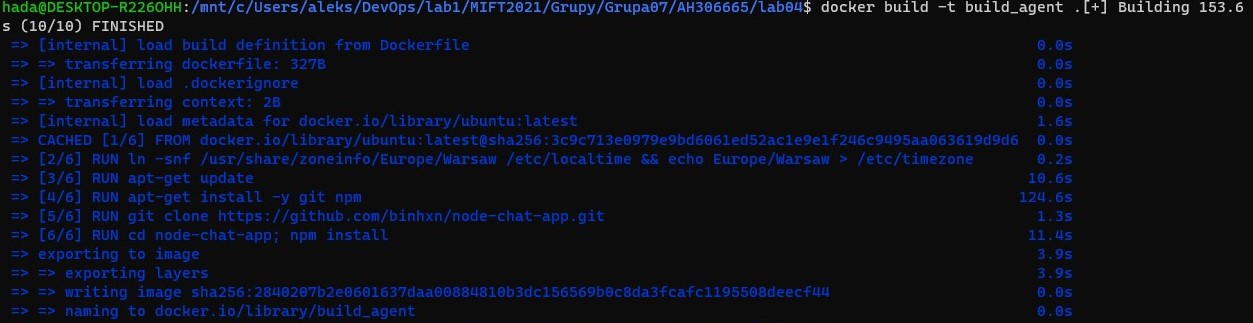 hada@DESKTOP-R226OHH:/mnt/c/Users/aleks/DevOps/lab1/MIFT2021/Grupy/Grupa07/AH306665/lab04$ docker build -t build_agent .[+] Building 153.6
s (10/10) FINISHED
=> [internal] load build definition from Dockerfile 0.0s
=> => transferring dockerfile: 327B 0.0s
=> [internal] load .dockerignore 0.0s
=> => transferring context: 2B 0.0s
=> [internal] load metadata for docker.io/library/ubuntu:latest 1.6s
=> CACHED [1/6] FROM docker.io/library/ubuntu:latest@sha256:3c9c713e0979e9bd6061ed52ac1e9e1f246c9495aa063619d9d6 0.0s
=> [2/6] RUN ln -snf /usr/share/zoneinfo/Europe/Warsaw /etc/localtime && echo Europe/Warsaw > /etc/timezone 0.2s
=> [3/6] RUN apt-get update 10.6s
=> [4/6] RUN apt-get install -y git npm 124.6s
=> [5/6] RUN git clone https://github.com/binhxn/node-chat-app.git 1.3s
=> [6/6] RUN cd node-chat-app; npm install 11.4s
=> exporting to image 3.9s
=> => exporting layers 3.9s
=> => writing image sha256:2840207b2e0601637daa00884810b3dc156569b0c8da3fcafc1195508deecf44 0.0s
=> => naming to docker.io/library/build_agent 0.0s